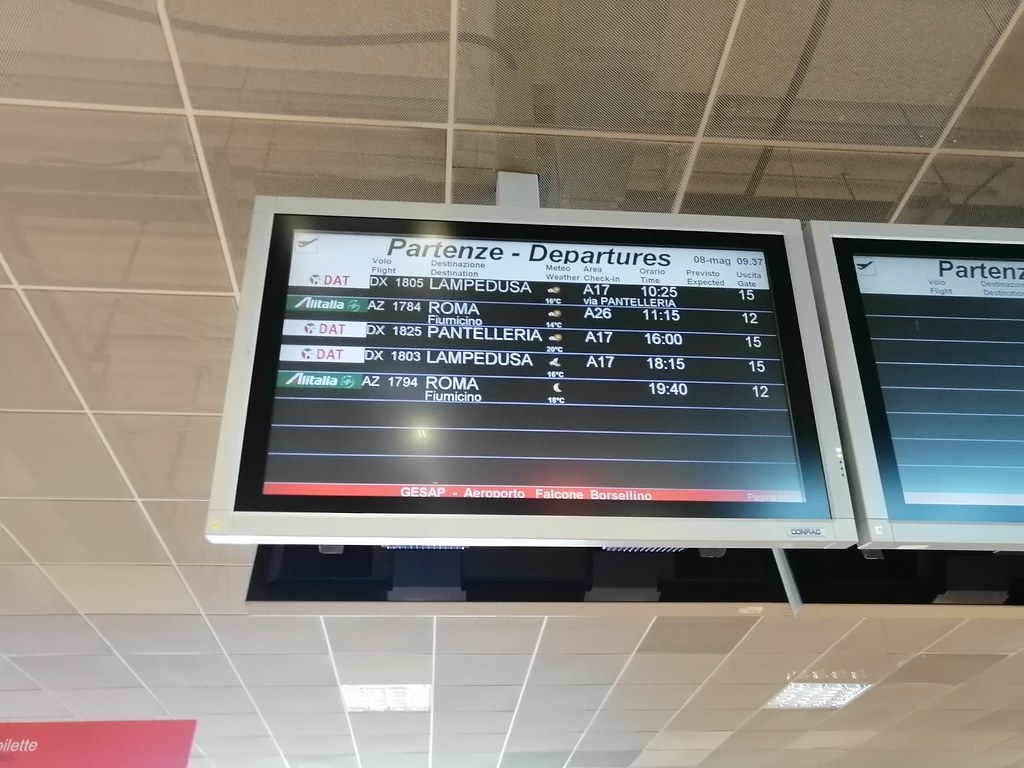 Partenze - Departures
08-mag 09.37
Volo Destinazione Meteo Area Orario Previsto Uscita
Flight Destination Weather Check-In Time Expected Gate
DAT DX 1805 LAMPEDUSA 16°C A17 10:25 15
via PANTELLERIA
Alitalia AZ 1784 ROMA A26 11:15 12
Fiumicino 14°C
DAT DX 1825 PANTELLERIA 20°C A17 16:00 15
DAT DX 1803 LAMPEDUSA 16°C A17 18:15 15
Alitalia AZ 1794 ROMA 19:40 12
Fiumicino 18°C
GESAP - Aeroporto Falcone Borsellino
CONRAC
Partenz
Volo
Flight